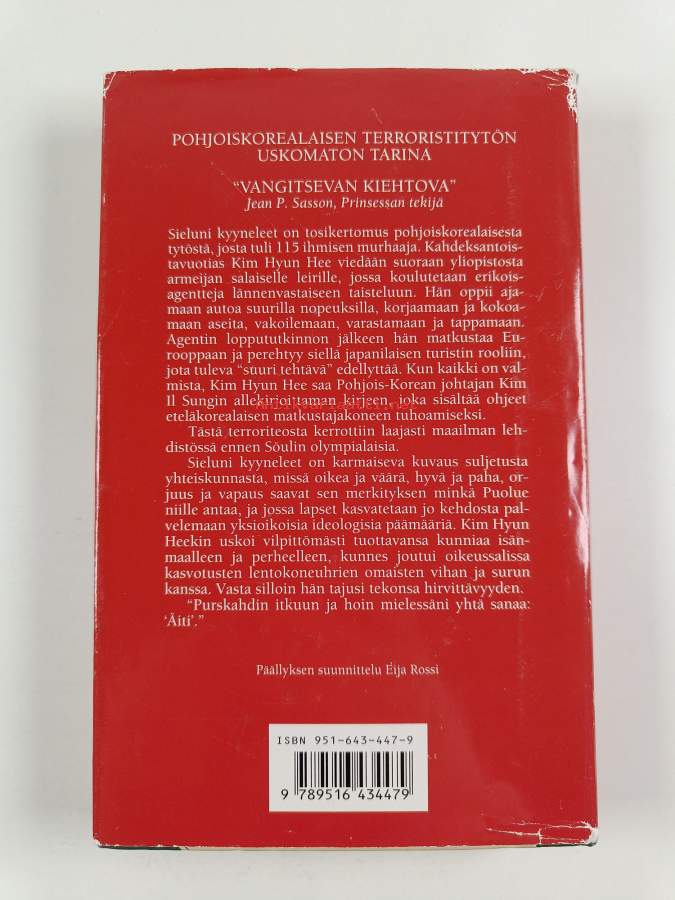 POHJOISKOREALAISEN TERRORISTITYTÖN
USKOMATON TARINA
“VANGITSEVAN KIEHTOVA”
Jean P. Sasson, Prinsessan tekijä
Sieluni kyyneleet on tosikertomus pohjoiskorealaisesta
tytöstä, josta tuli 115 ihmisen murhaaja. Kahdeksantois-
tavuotias Kim Hyun Hee viedään suoraan yliopistosta
armeijan salaiselle leirille, jossa koulutetaan erikois-
agentteja lännenvastaiseen taisteluun. Hän oppii aja-
maan autoa suurilla nopeuksilla, korjaamaan ja kokoa-
maan aseita, vakoilemaan, varastamaan ja tappamaan.
Agentin loppututkinnon jälkeen hän matkustaa Eu-
rooppaan ja perehtyy siellä japanilaisen turistin rooliin,
jota tuleva “suuri tehtävä” edellyttää. Kun kaikki on val-
mista, Kim Hyun Hee saa Pohjois-Korean johtajan Kim
Il Sungin allekirjoittaman kirjeen, joka sisältää ohjeet
eteläkorealaisen matkustajakoneen tuhoamiseksi.
Tästä terroriteosta kerrottiin laajasti maailman leh-
distössä ennen Söulin olympialaisia.
Sieluni kyyneleet on karmaiseva kuvaus suljetusta
yhteiskunnasta, missä oikea ja väärä, hyvä ja paha, or-
juus ja vapaus saavat sen merkityksen minkä Puolue
niille antaa, ja jossa lapset kasvatetaan jo kehdosta pal-
velemaan yksioikoisia ideologisia päämääriä. Kim Hyun
Heekin uskoi vilpittömästi tuottavansa kunniaa isän-
maalleen ja perheelleen, kunnes joutui oikeussalissa
kasvotusten lentokoneuhrien omaisten vihan ja surun
kanssa. Vasta silloin hän tajusi tekonsa hirvittävyyden.
“Purskahdin itkuun ja hoin mielessäni yhtä sanaa:
‘Äiti’.”
Päällyksen suunnittelu Eija Rossi
ISBN 951-643-447-9
9 789516 434479